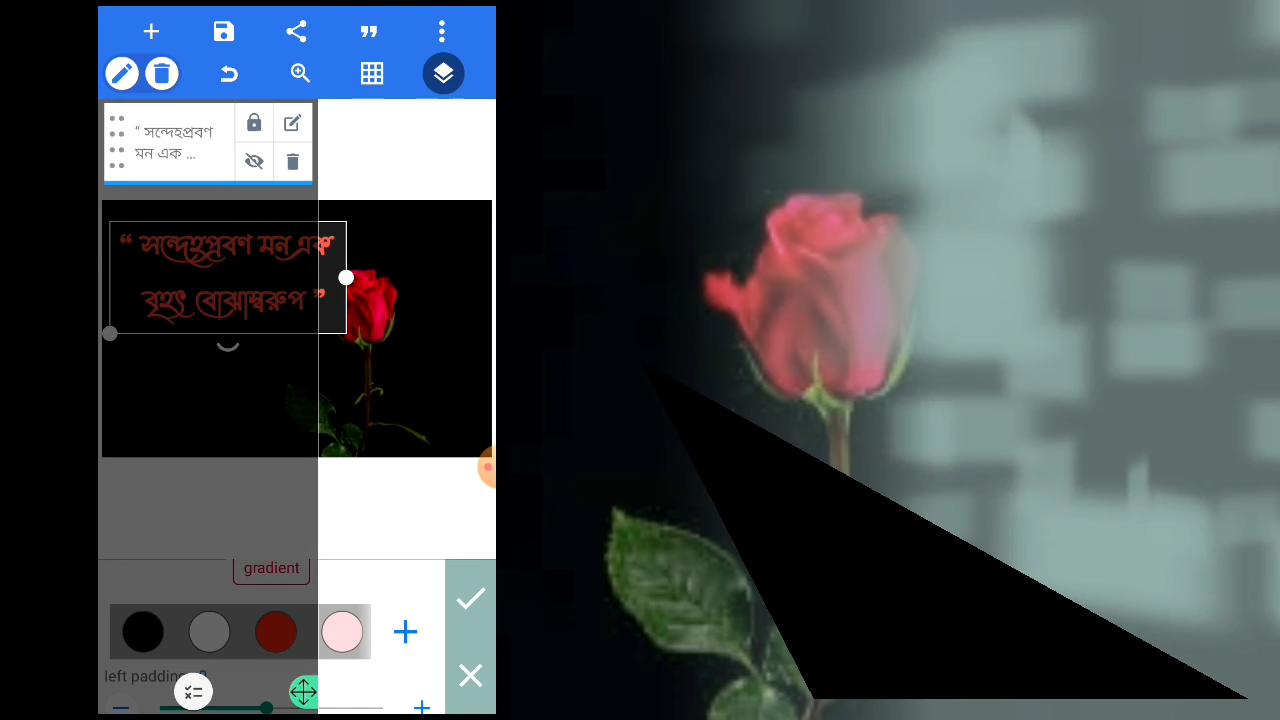 “ সন্দেহপ্রবণ
মন এক ...
“ সন্দেহপ্রবণ মন এক
বৃহৎ বোঝাস্বরুপ ”
gradient
left padding